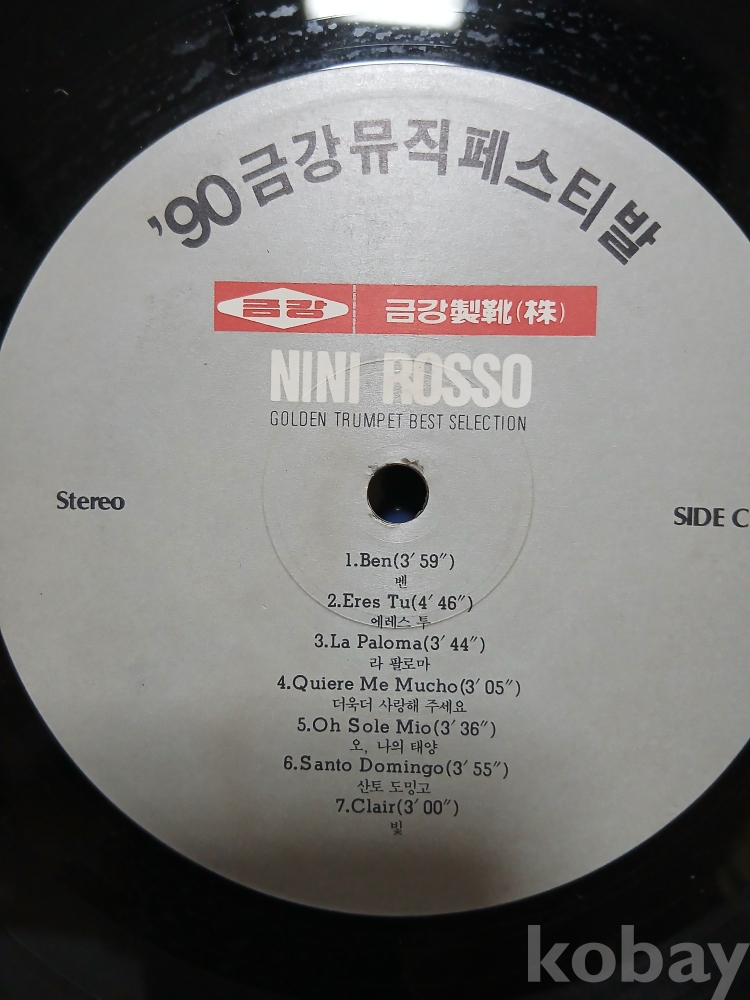 '90 금강뮤직페스티발
금강 금강製靴(株)
NINI ROSSO
GOLDEN TRUMPET BEST SELECTION
Stereo
SIDE C
1.Ben(3′ 59″)
벤
2.Eres Tu(4′ 46″)
에레스 투
3.La Paloma(3′ 44″)
라 팔로마
4.Quiere Me Mucho(3′ 05″)
더욱더 사랑해 주세요
5.Oh Sole Mio(3′ 36″)
오, 나의 태양
6.Santo Domingo(3′ 55″)
산토 도밍고
7.Clair(3′ 00″)
빛
kobay